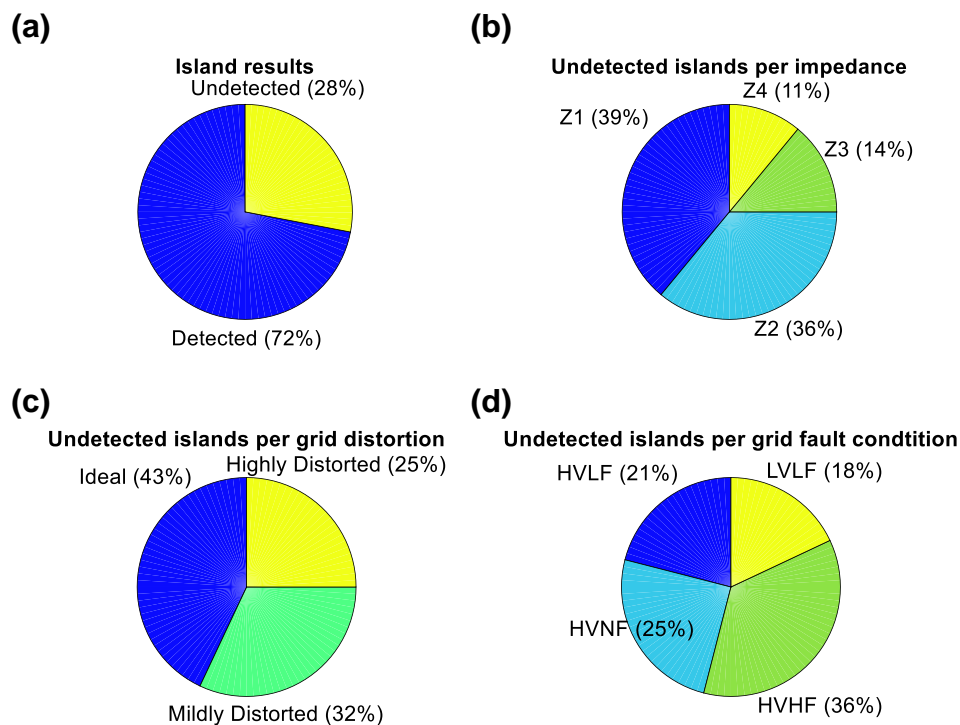 (a)
Island results
Undetected (28%)
Detected (72%)
(b)
Undetected islands per impedance
Z4 (11%)
Z1 (39%)
Z3 (14%)
Z2 (36%)
(c)
Undetected islands per grid distortion
Highly Distorted (25%)
Ideal (43%)
Mildly Distorted (32%)
(d)
Undetected islands per grid fault condtition
HVLF (21%)
LVLF (18%)
HVNF (25%)
HVHF (36%)